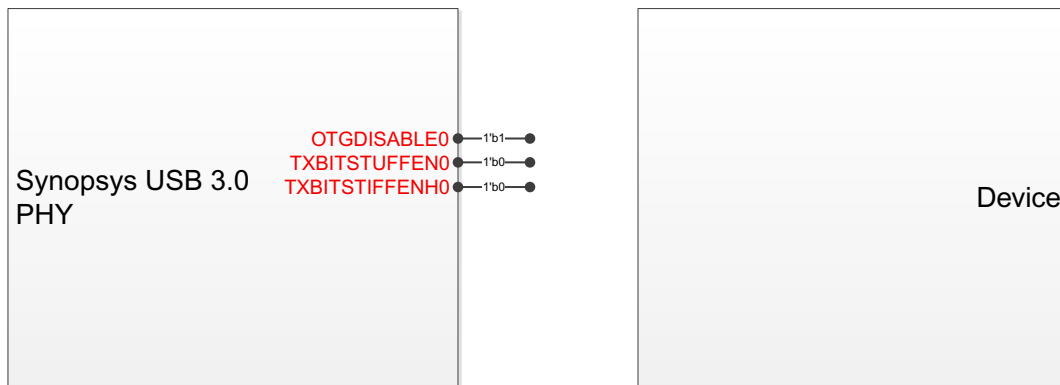 OTGDISABLE0 1'b1
TXBITSTUFFEN0 1'b0
TXBITSTIFFENH0 1'b0
Synopsys USB 3.0
PHY
Device